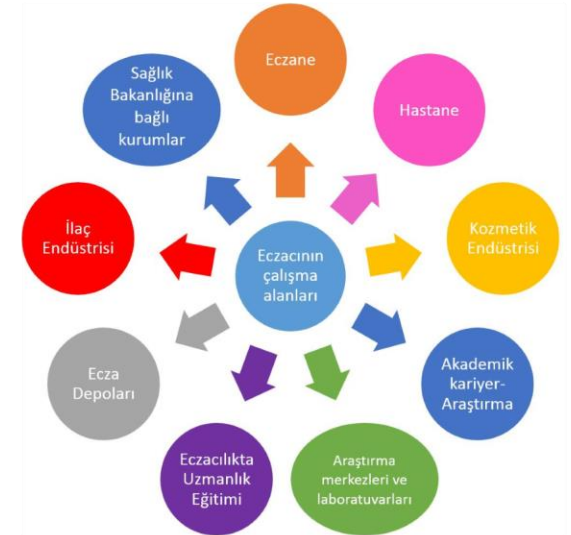 Eczane
Hastane
Kozmetik
Endüstrisi
Akademik
kariyer-
Araştırma
Araştırma
merkezleri ve
laboratuvarları
Eczacılıkta
Uzmanlık
Eğitimi
Ecza
Depoları
İlaç
Endüstrisi
Sağlık
Bakanlığına
bağlı
kurumlar
Eczacının
çalışma
alanları